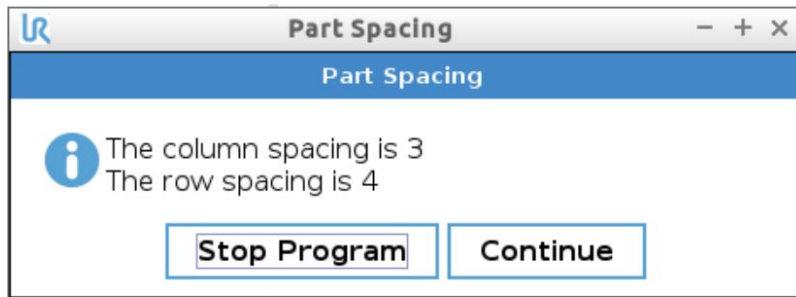 UR
Part Spacing
Part Spacing
The column spacing is 3
The row spacing is 4
Stop Program Continue